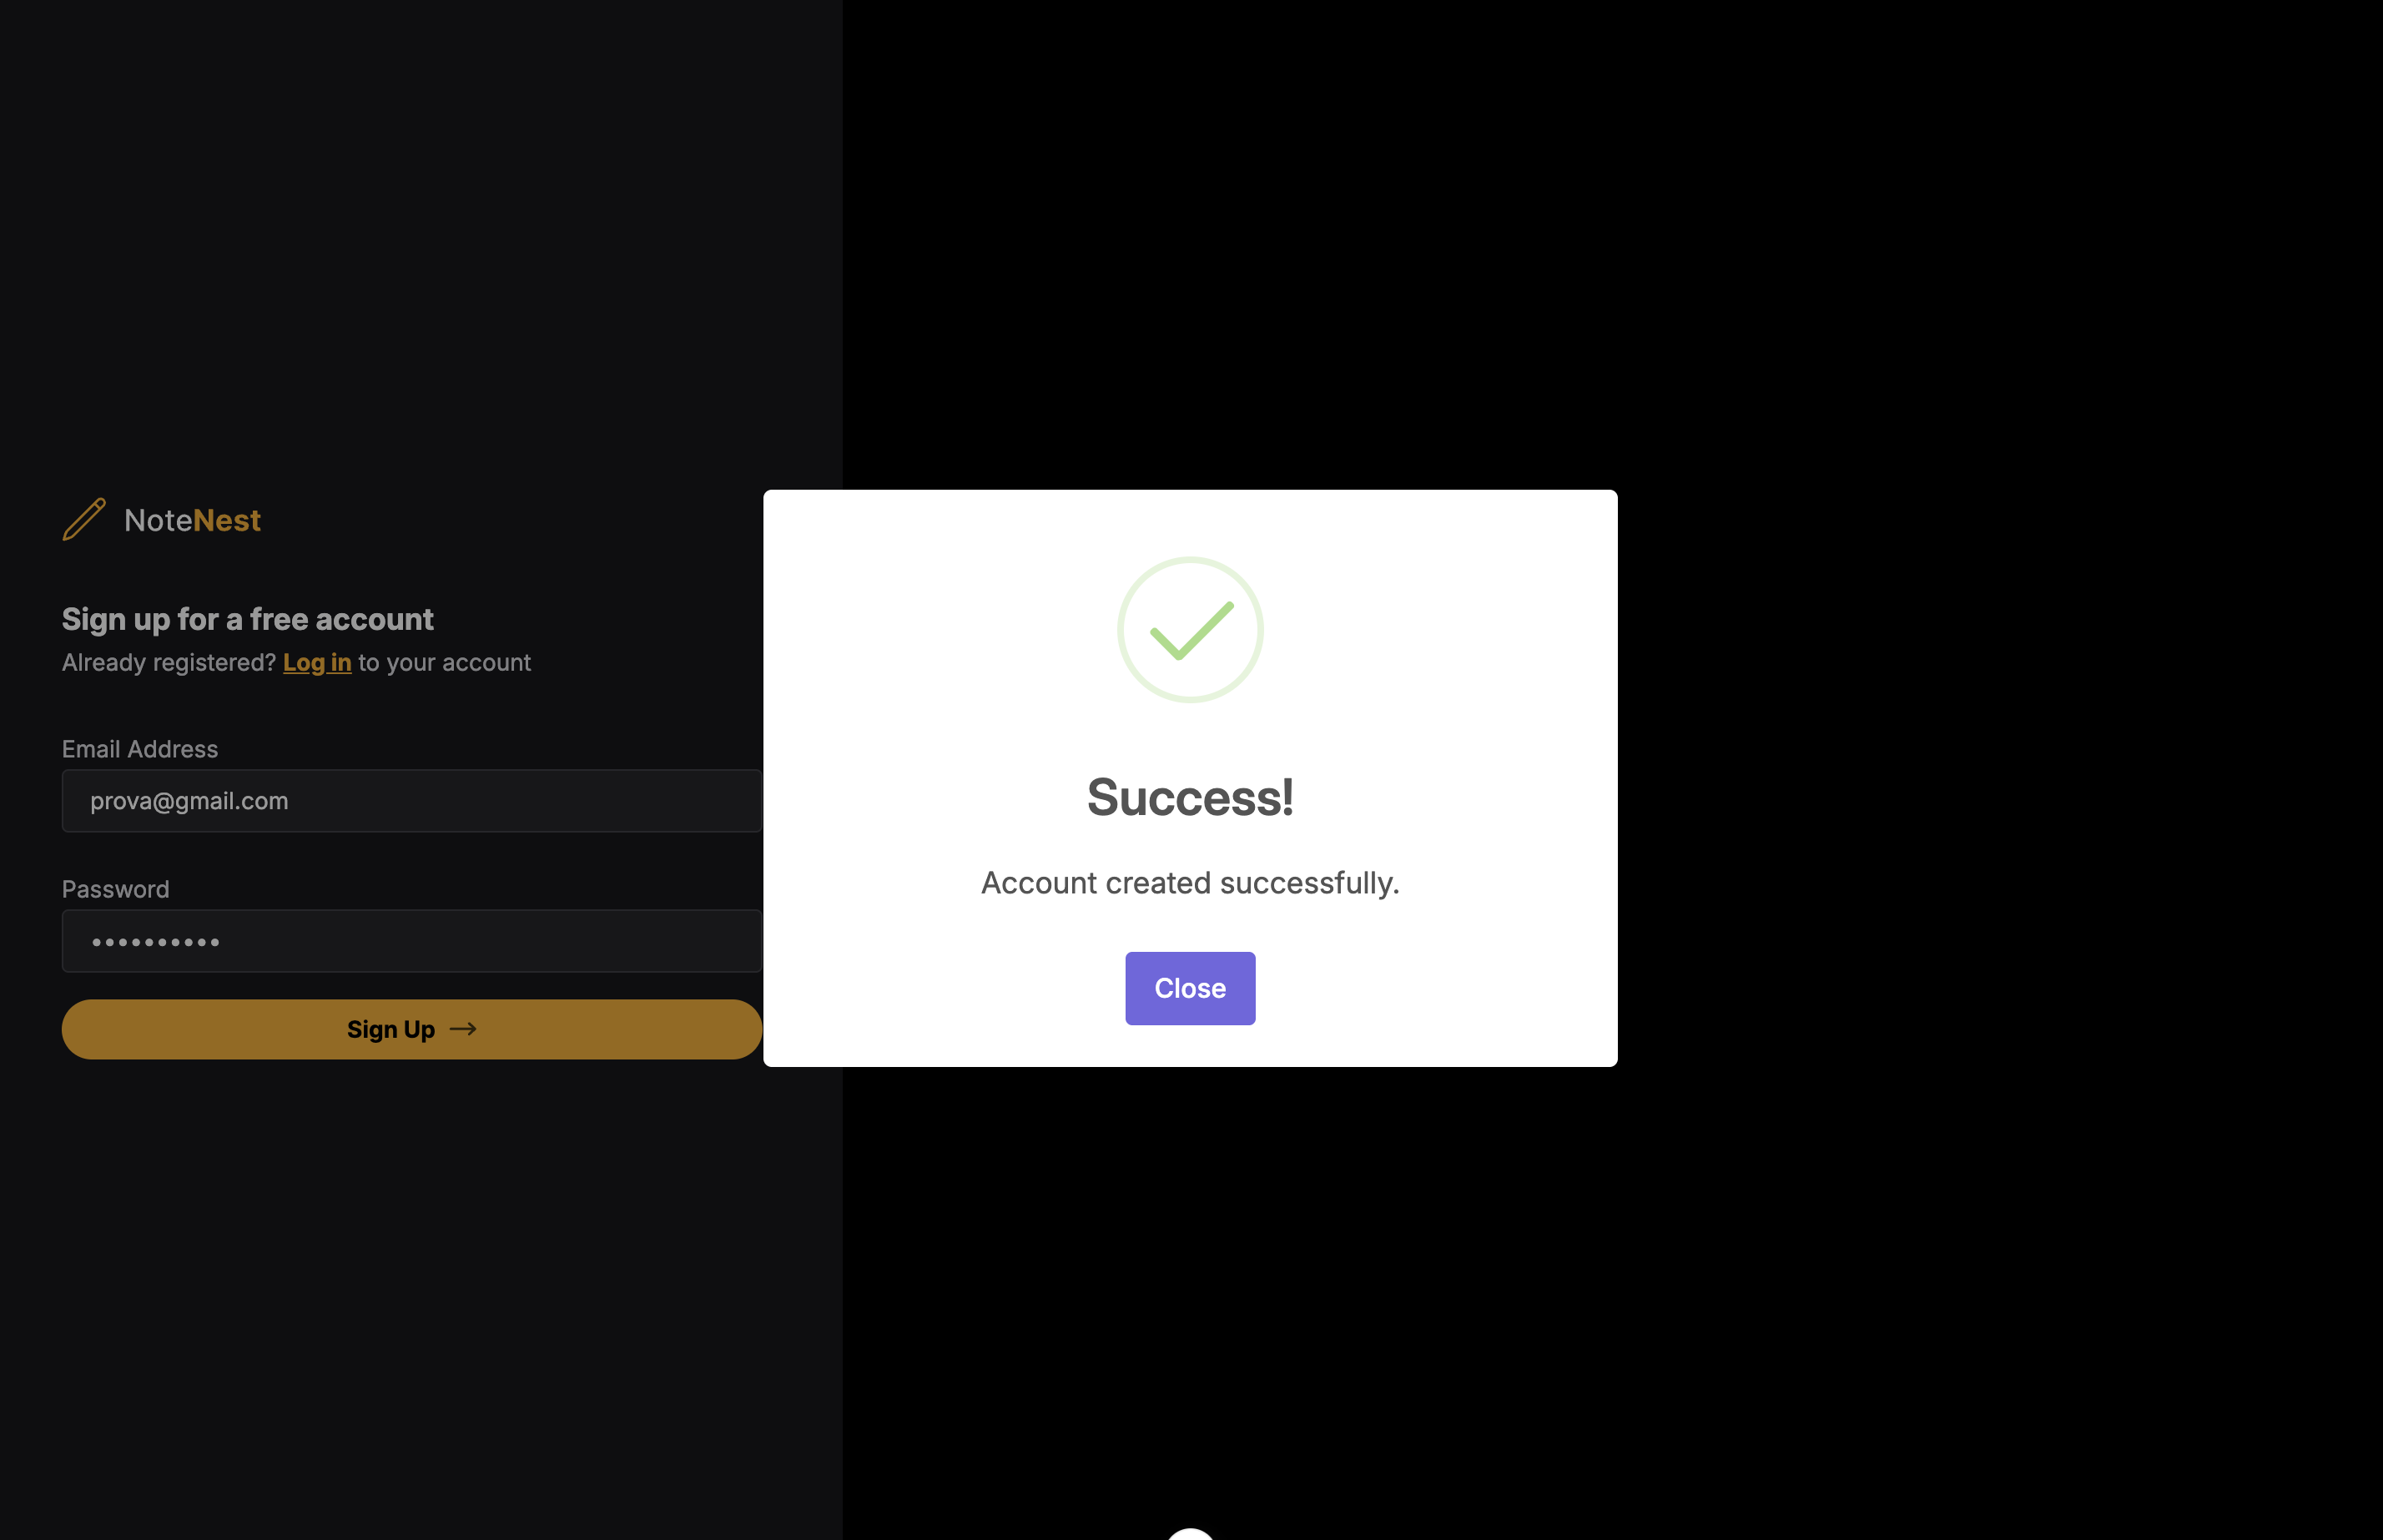 NoteNest
Sign up for a free account
Already registered? Log in to your account
Email Address
prova@gmail.com
Password
Sign Up
Success!
Account created successfully.
Close